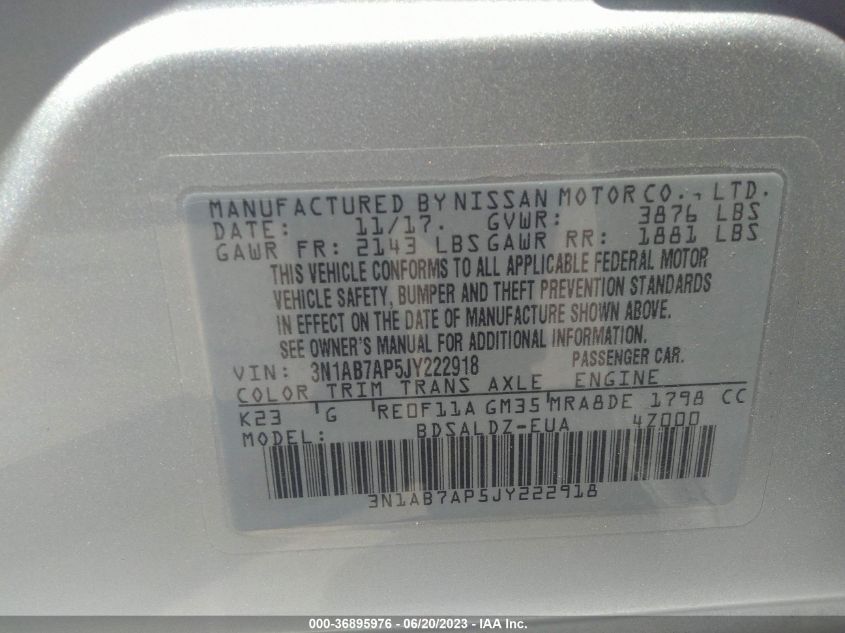 MANUFACTURED BY NISSAN MOTOR CO., LTD.
DATE: 11/17. GVWR: 3876 LBS
GAWR FR: 2143 LBS GAWR RR: 1881 LBS
THIS VEHICLE CONFORMS TO ALL APPLICABLE FEDERAL MOTOR
VEHICLE SAFETY, BUMPER AND THEFT PREVENTION STANDARDS
IN EFFECT ON THE DATE OF MANUFACTURE SHOWN ABOVE.
SEE OWNER'S MANUAL FOR ADDITIONAL INFORMATION.
VIN: 3N1AB7AP5JY222918 PASSENGER CAR.
COLOR TRIM TRANS AXLE ENGINE
K23 G RE0F11A GM35 MRA8DE 1798 CC
MODEL: BDSALDZ-EUA 4Z000
3N1AB7AP5JY222918
000-36895976 - 06/20/2023 - IAA Inc.